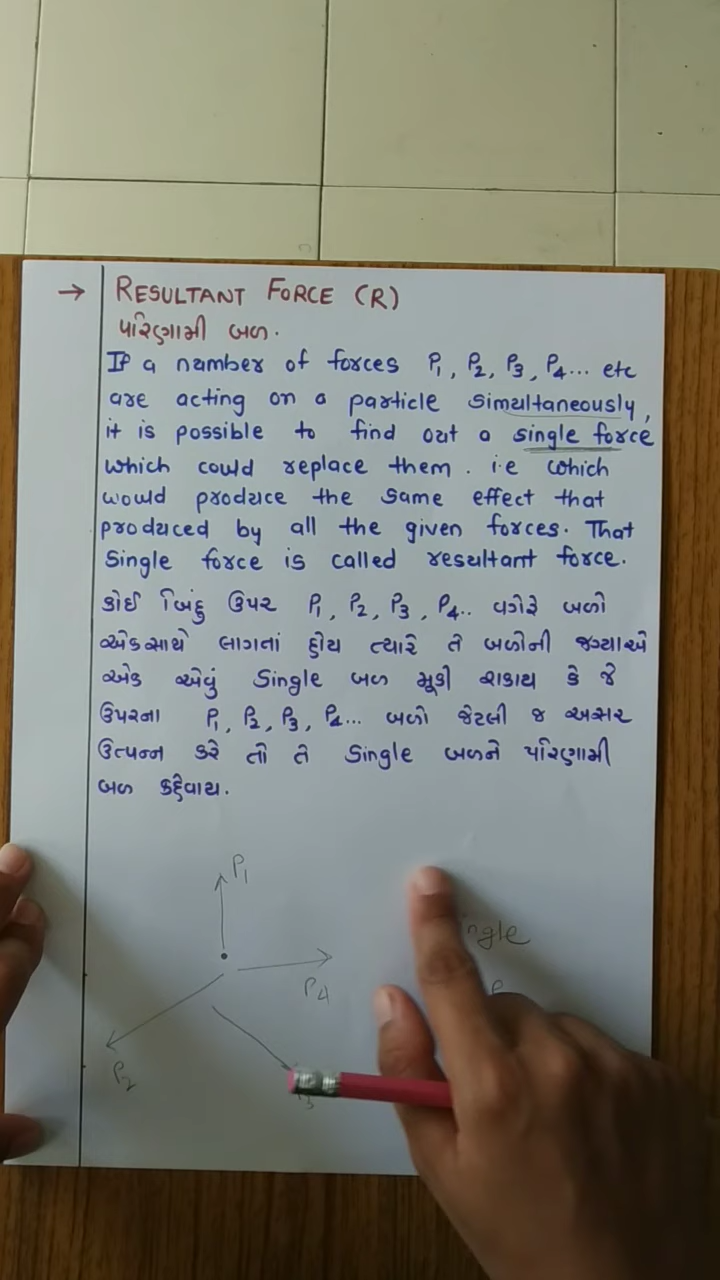 → RESULTANT FORCE (R)
પરિણામી બળ.
If a number of forces P₁, P₂, P₃, P₄... etc
are acting on a particle simultaneously,
it is possible to find out a single force
which could replace them. i.e which
would produce the same effect that
produced by all the given forces. That
single force is called resultant force.
કોઈ બિંદુ ઉપર P₁, P₂, P₃, P₄.. વગેરે બળો
એકસાથે લાગતાં હોય ત્યારે તે બળોની જગ્યાએ
એક એવું Single બળ મૂકી શકાય કે જે
ઉપરના P₁, P₂, P₃, P₄... બળો જેટલી જ અસર
ઉત્પન્ન કરે તો તે Single બળને પરિણામી
બળ કહેવાય.
P₁
P₄
P₂